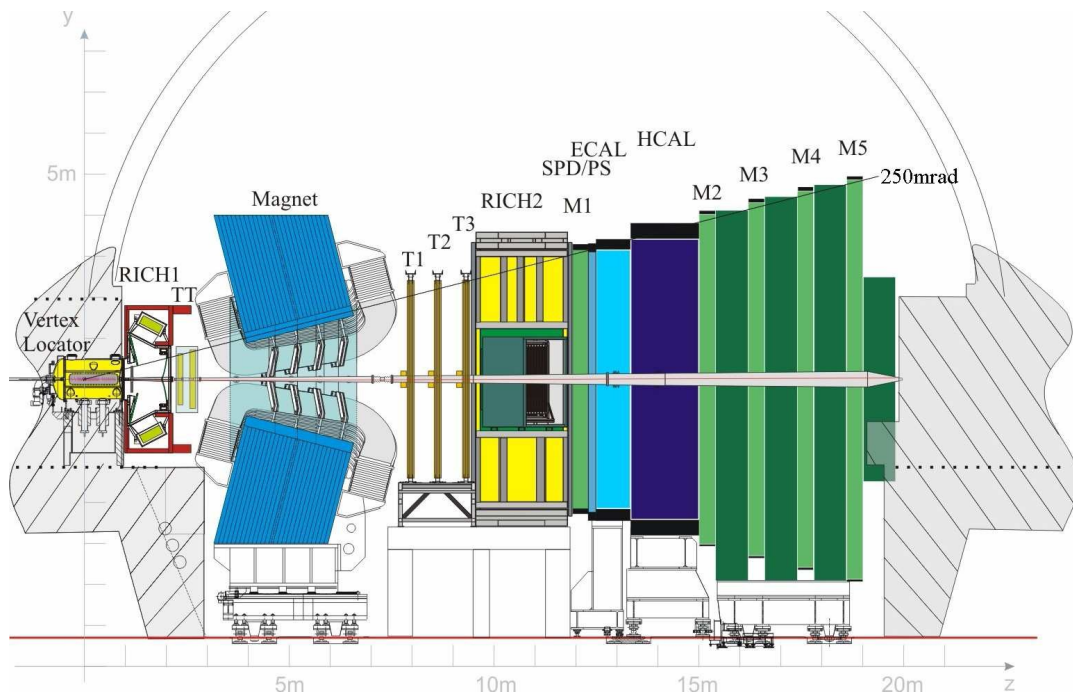 y
5m
Vertex
Locator
RICH1
TT
Magnet
T1
T2
T3
RICH2
M1
SPD/PS
ECAL
HCAL
M2
M3
M4
M5
250mrad
5m
10m
15m
20m
z